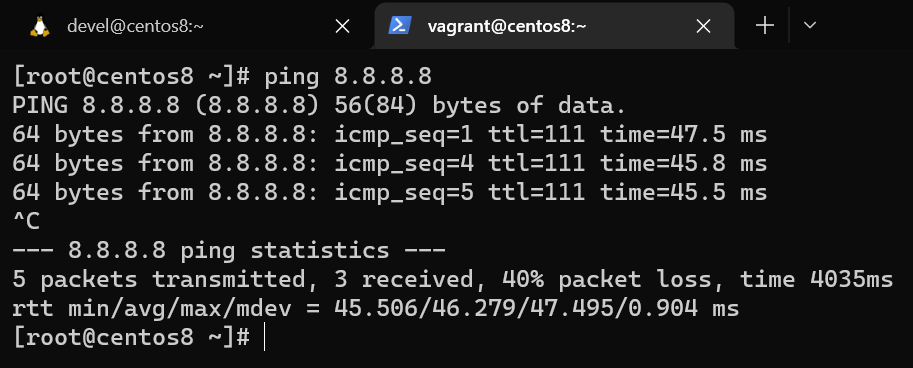 devel@centos8:~
vagrant@centos8:~
[root@centos8 ~]# ping 8.8.8.8
PING 8.8.8.8 (8.8.8.8) 56(84) bytes of data.
64 bytes from 8.8.8.8: icmp_seq=1 ttl=111 time=47.5 ms
64 bytes from 8.8.8.8: icmp_seq=4 ttl=111 time=45.8 ms
64 bytes from 8.8.8.8: icmp_seq=5 ttl=111 time=45.5 ms
^C
--- 8.8.8.8 ping statistics ---
5 packets transmitted, 3 received, 40% packet loss, time 4035ms
rtt min/avg/max/mdev = 45.506/46.279/47.495/0.904 ms
[root@centos8 ~]#